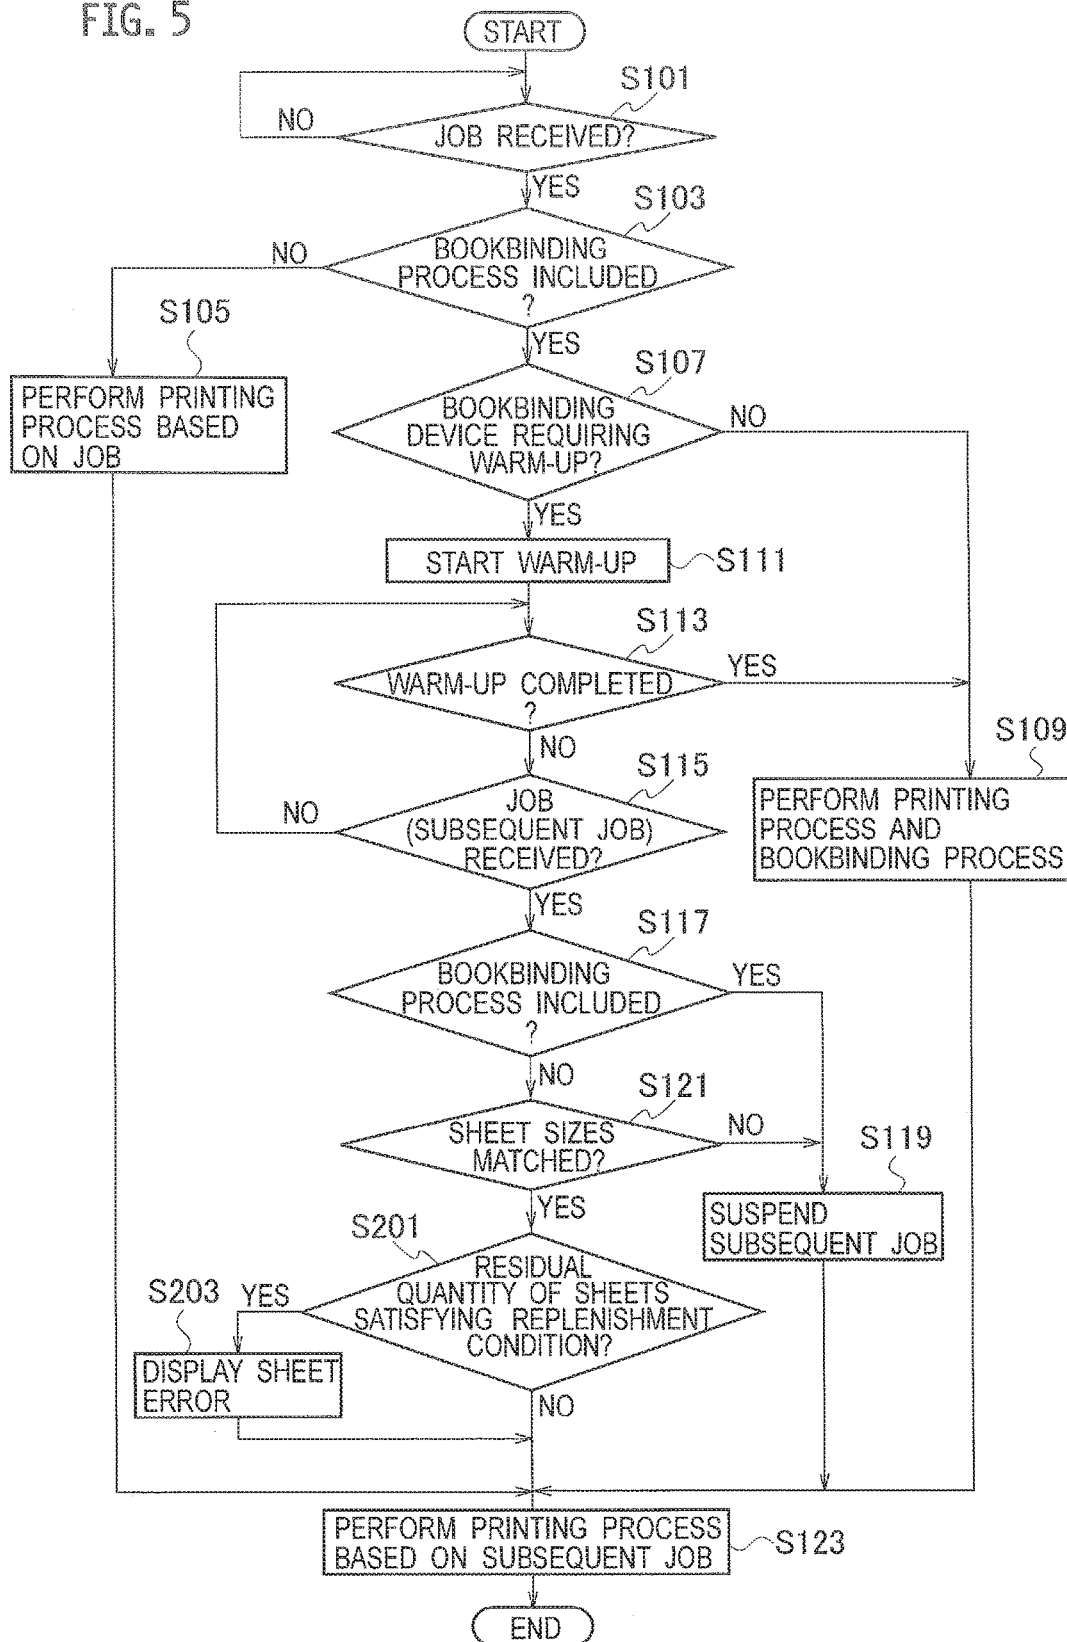 FIG. 5
START
S101
NO
JOB RECEIVED?
YES
S103
NO
BOOKBINDING
PROCESS INCLUDED
?
S105
YES
S107
PERFORM PRINTING
PROCESS BASED
ON JOB
BOOKBINDING
DEVICE REQUIRING
WARM-UP?
NO
YES
START WARM-UP
S111
S113
WARM-UP COMPLETED
?
YES
NO
S109
S115
NO
JOB
(SUBSEQUENT JOB)
RECEIVED?
PERFORM PRINTING
PROCESS AND
BOOKBINDING PROCESS
YES
S117
BOOKBINDING
PROCESS INCLUDED
?
YES
NO
S121
SHEET SIZES
MATCHED?
NO
S119
YES
SUSPEND
SUBSEQUENT JOB
S201
RESIDUAL
QUANTITY OF SHEETS
SATISFYING REPLENISHMENT
CONDITION?
S203
YES
DISPLAY SHEET
ERROR
NO
PERFORM PRINTING PROCESS
BASED ON SUBSEQUENT JOB
S123
END